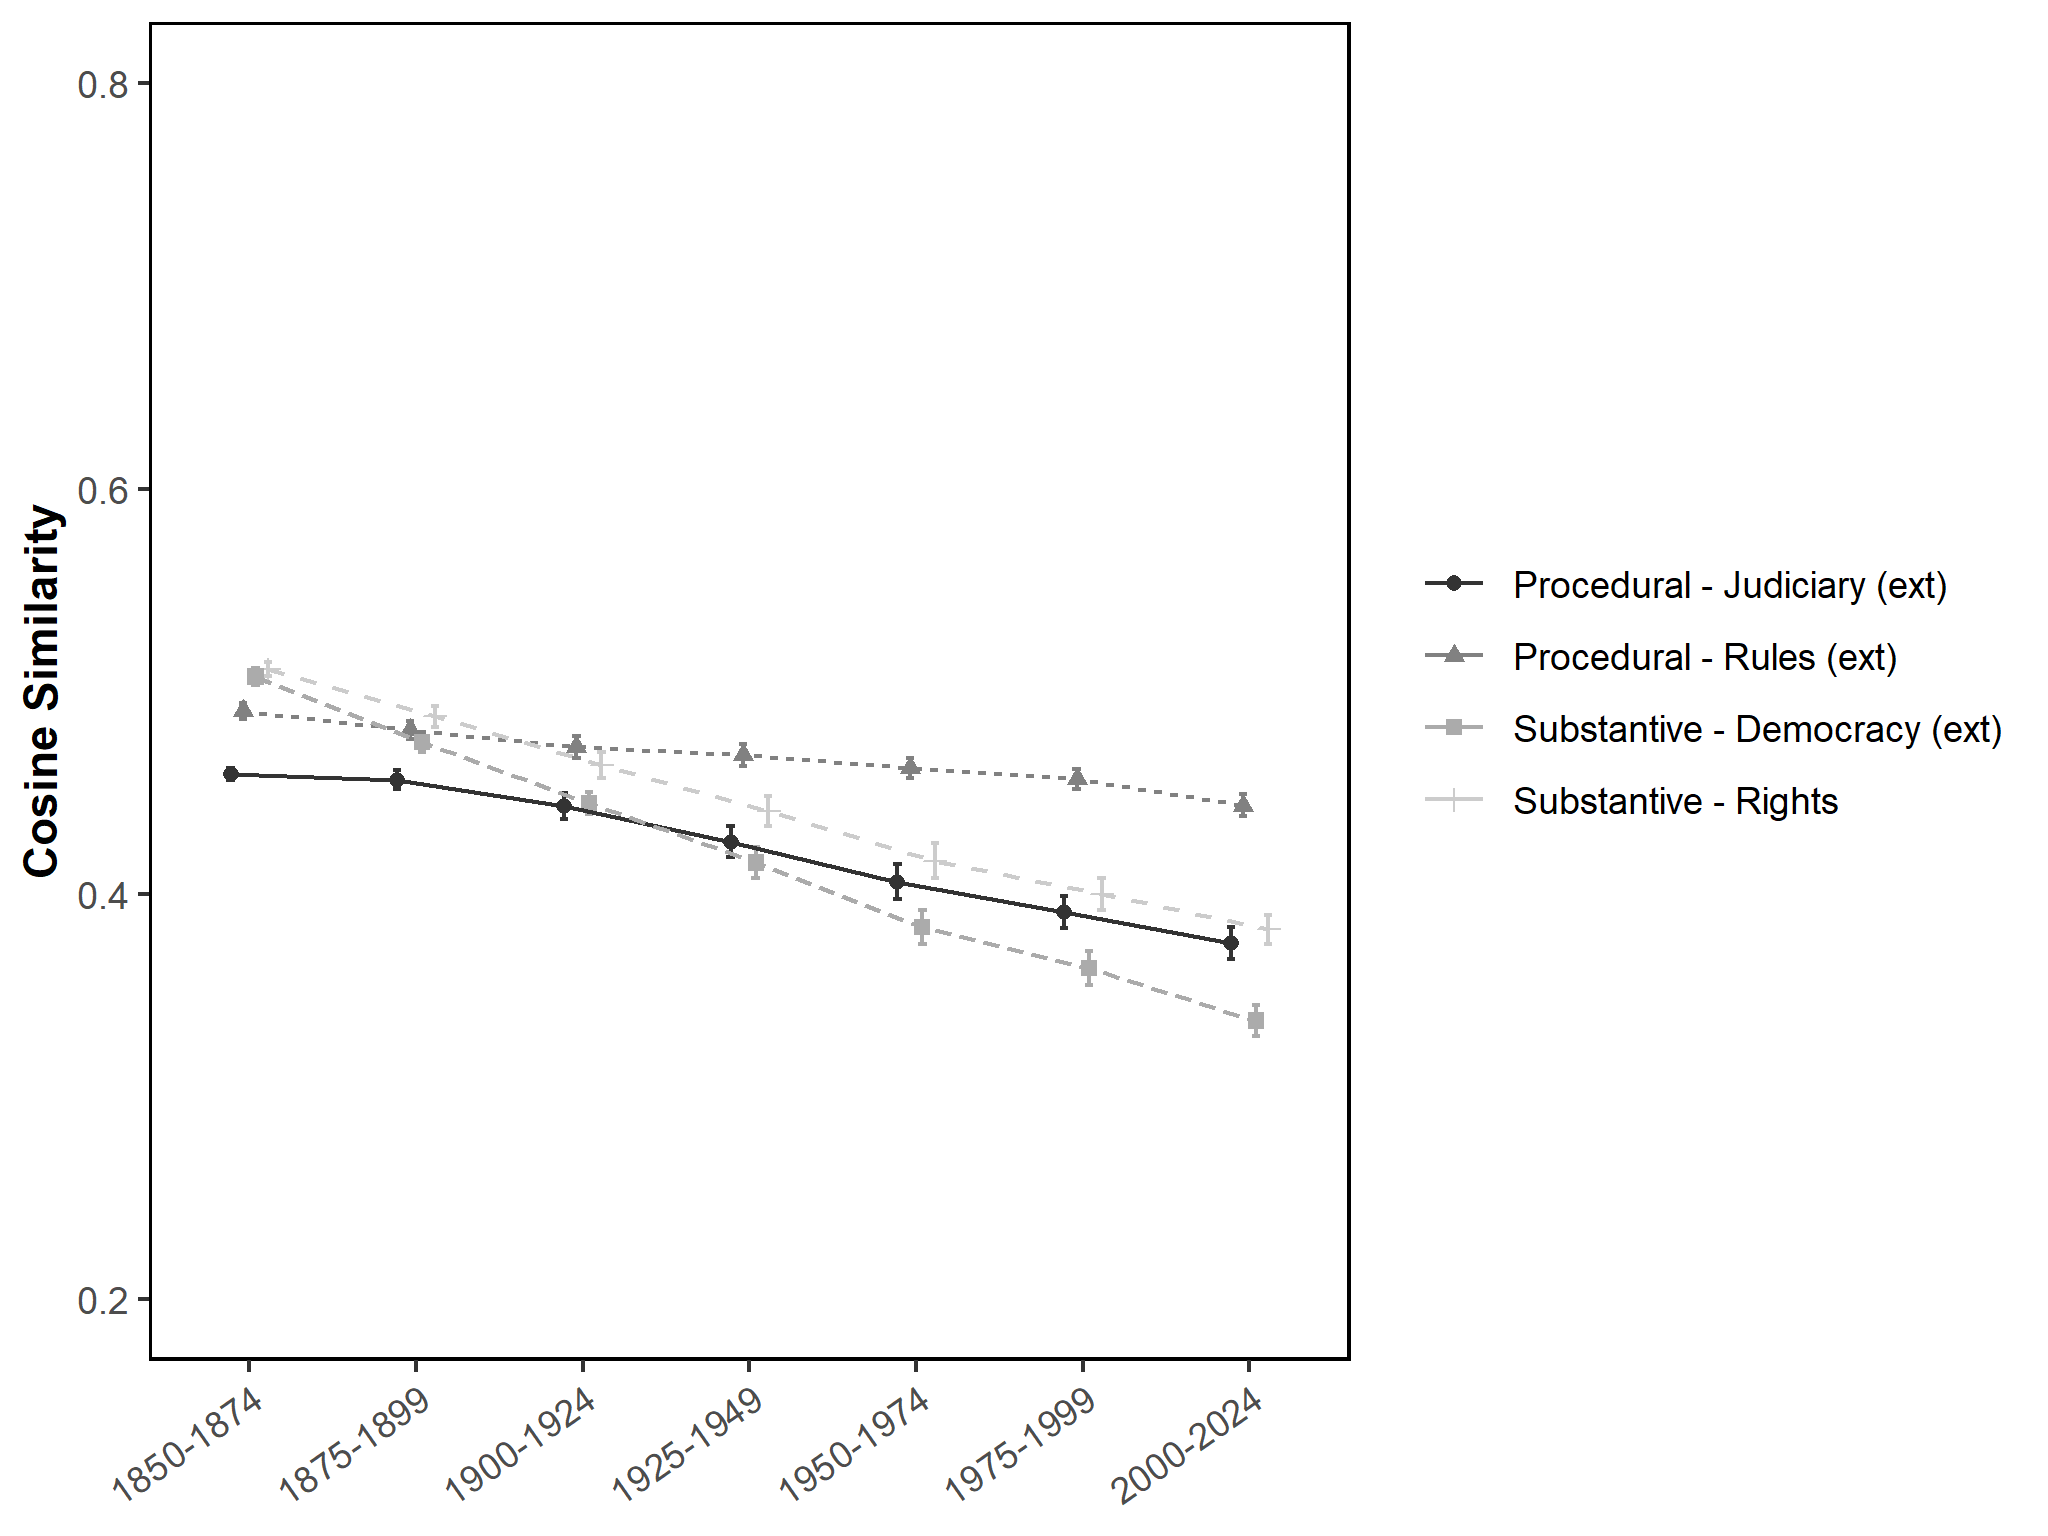 Cosine Similarity
0.8
0.6
0.4
0.2
1850-1874
1875-1899
1900-1924
1925-1949
1950-1974
1975-1999
2000-2024
Procedural - Judiciary (ext)
Procedural - Rules (ext)
Substantive - Democracy (ext)
Substantive - Rights